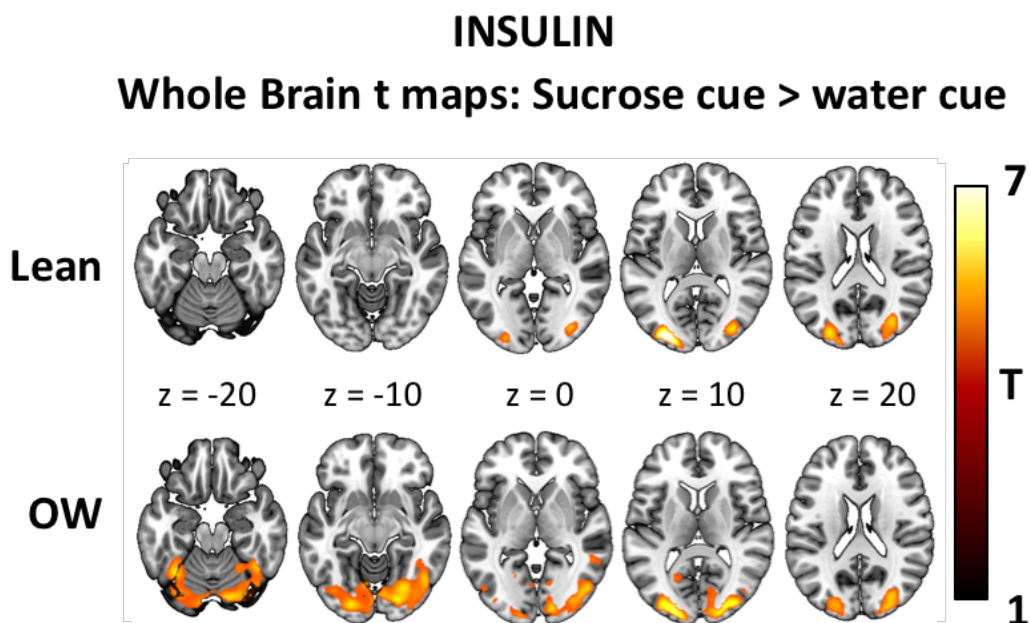 INSULIN
Whole Brain t maps: Sucrose cue > water cue
7
Lean
z = -20 z = -10 z = 0 z = 10 z = 20
T
OW
1